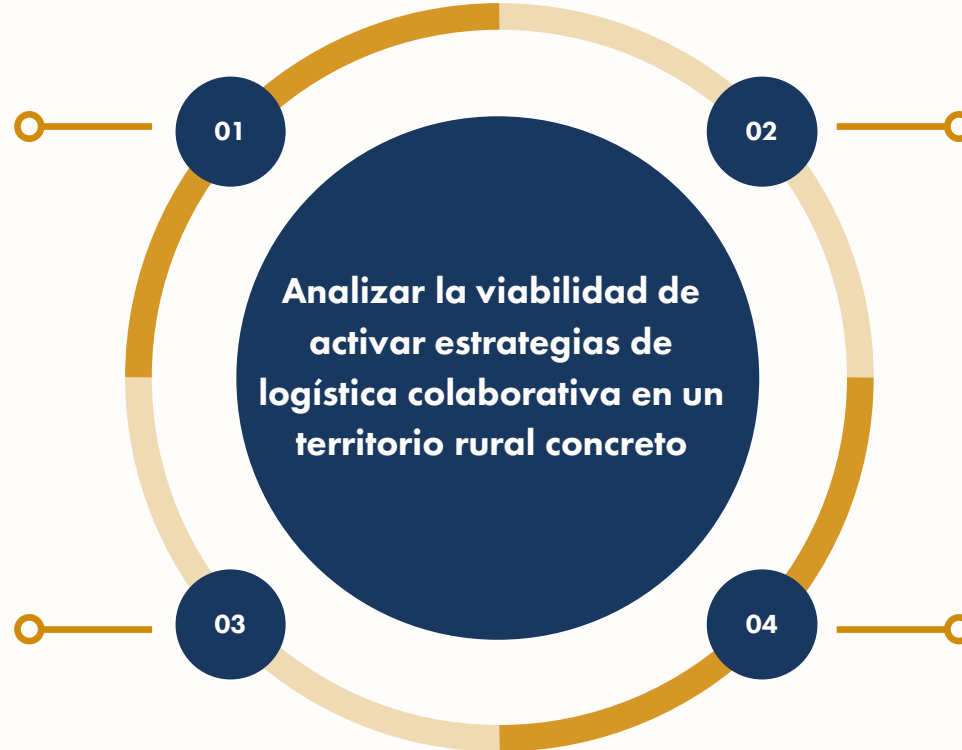 01
02
Analizar la viabilidad de
activar estrategias de
logística colaborativa en un
territorio rural concreto
03
04